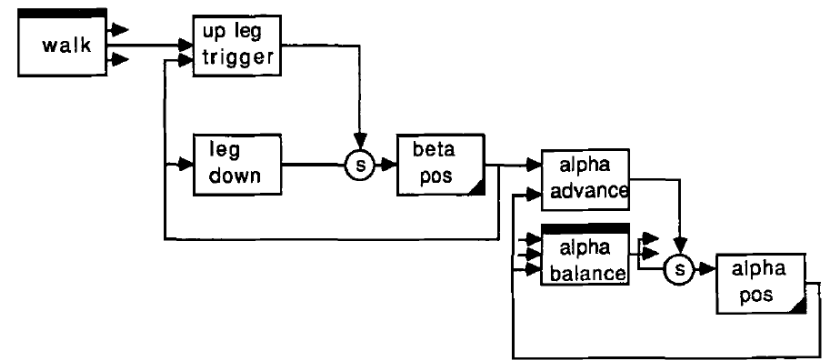 walk
up leg
trigger
leg
down
s
beta
pos
alpha
advance
alpha
balance
s
alpha
pos